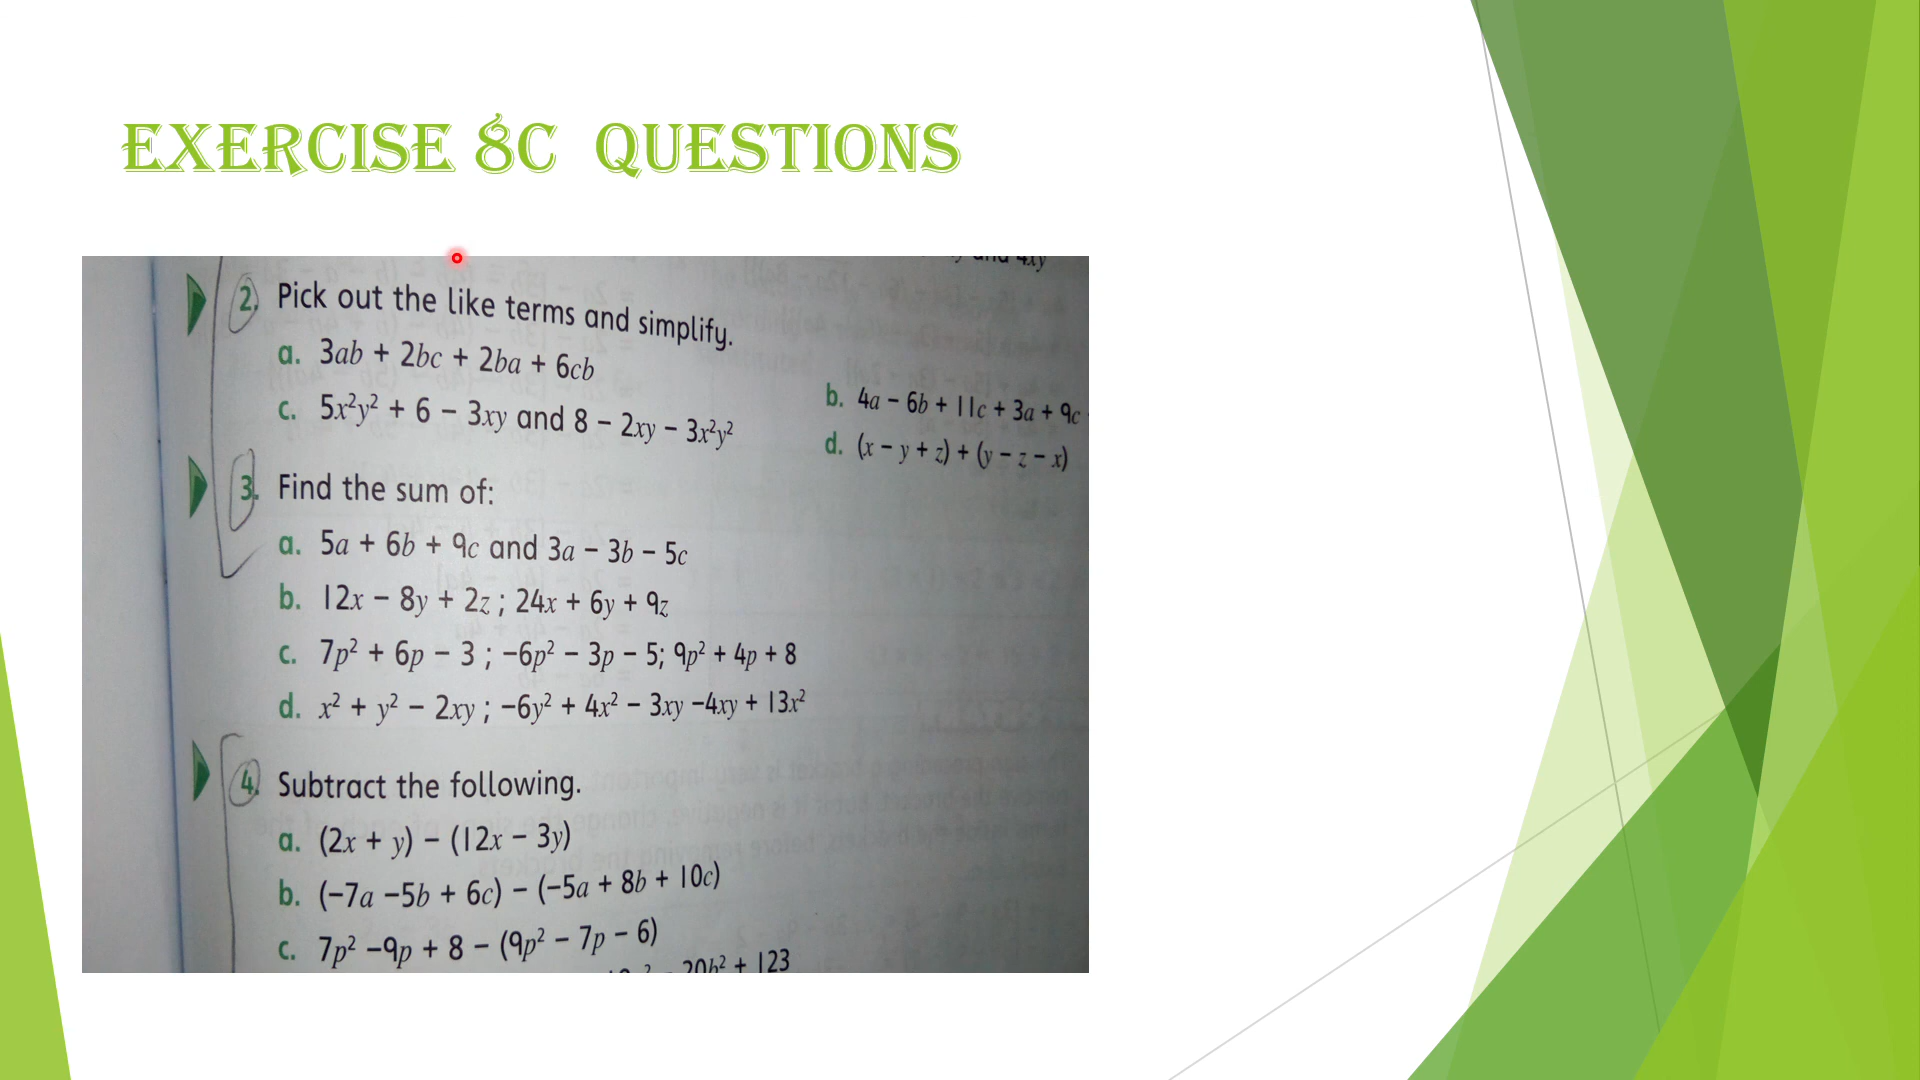 EXERCISE 8C QUESTIONS
and 4xy
2. Pick out the like terms and simplify.
a. 3ab + 2bc + 2ba + 6cb
b. 4a − 6b + 11c + 3a + 9c
c. 5x²y² + 6 − 3xy and 8 − 2xy − 3x²y²
d. (x − y + z) + (y − z − x)
3. Find the sum of:
a. 5a + 6b + 9c and 3a − 3b − 5c
b. 12x − 8y + 2z ; 24x + 6y + 9z
c. 7p² + 6p − 3 ; −6p² − 3p − 5; 9p² + 4p + 8
d. x² + y² − 2xy ; −6y² + 4x² − 3xy −4xy + 13x²
4. Subtract the following.
a. (2x + y) − (12x − 3y)
b. (−7a −5b + 6c) − (−5a + 8b + 10c)
c. 7p² −9p + 8 − (9p² − 7p − 6)
20b² + 123